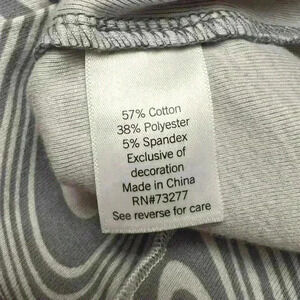 57% Cotton
38% Polyester
5% Spandex
Exclusive of
decoration
Made in China
RN#73277
See reverse for care